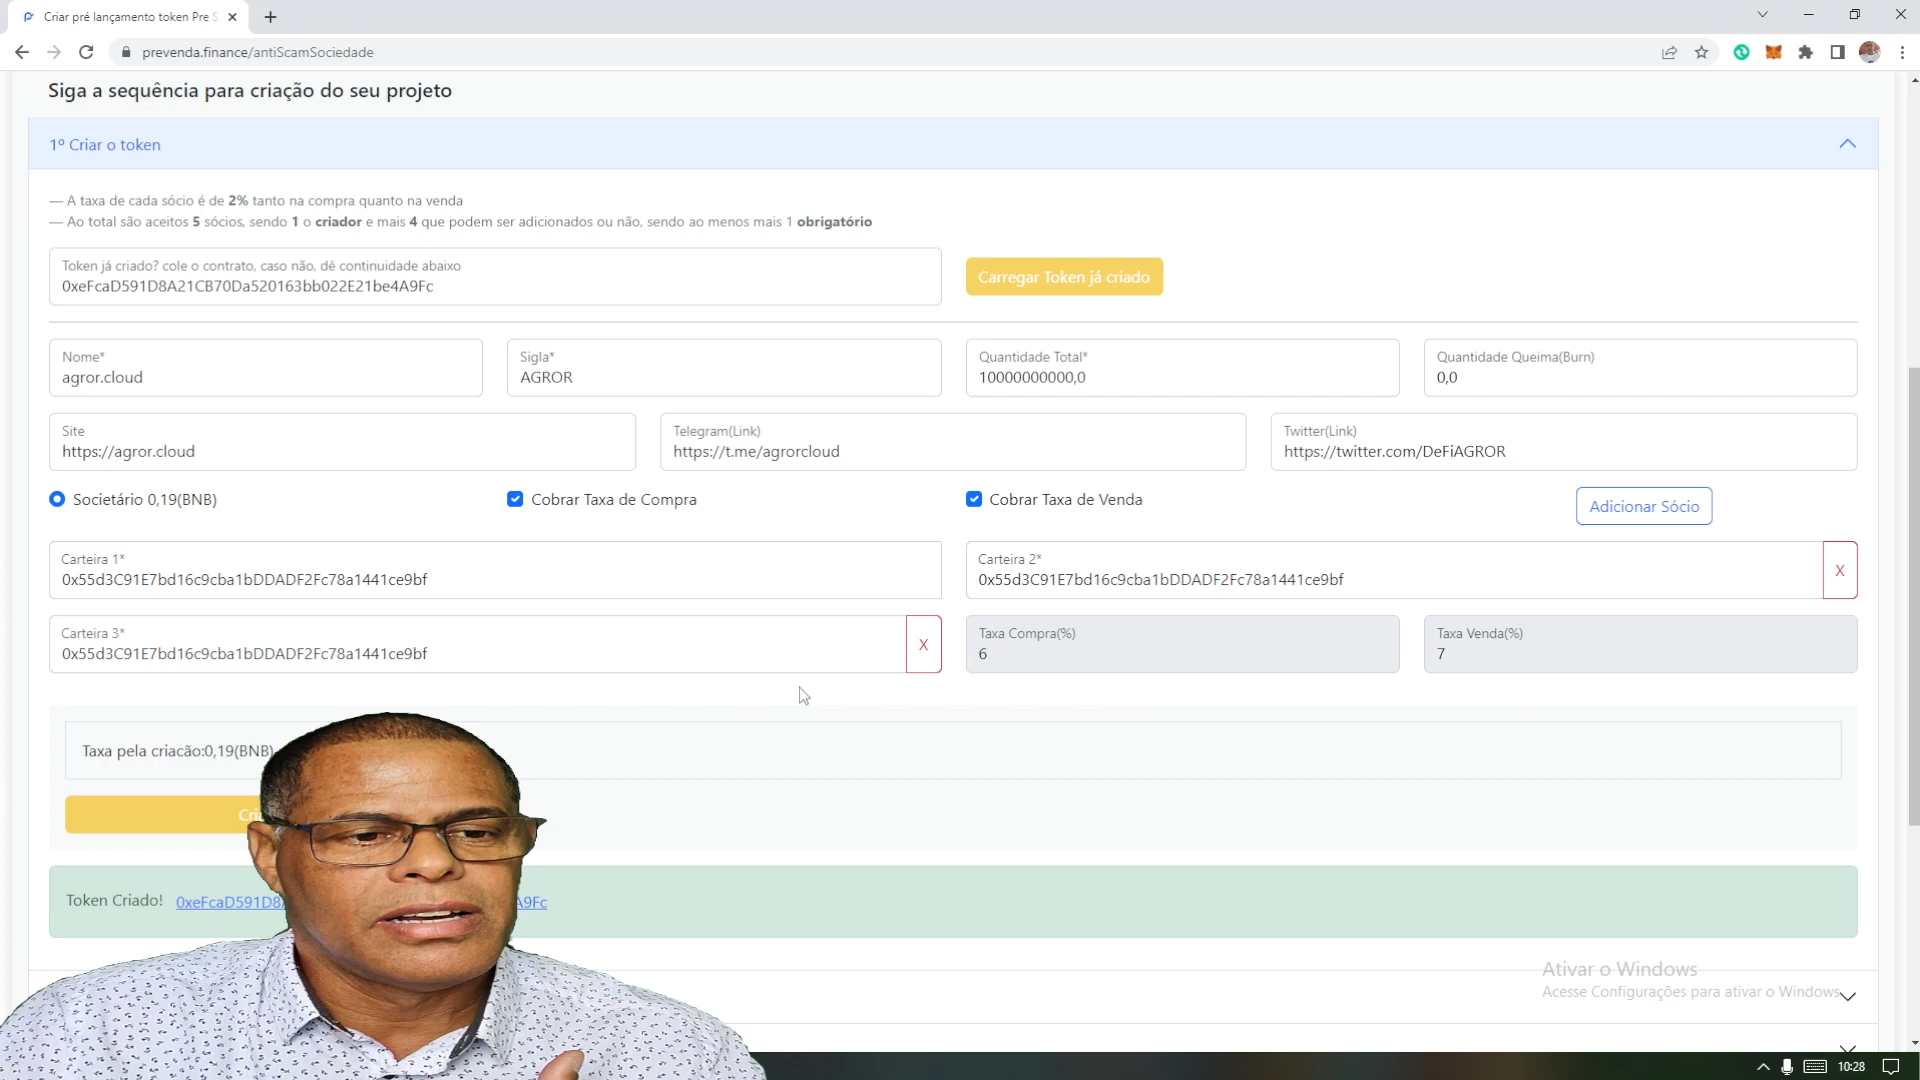 Criar pré lançamento token Pre S
prevenda.finance/antiScamSociedade
Siga a sequência para criação do seu projeto
1º Criar o token
— A taxa de cada sócio é de 2% tanto na compra quanto na venda
— Ao total são aceitos 5 sócios, sendo 1 o criador e mais 4 que podem ser adicionados ou não, sendo ao menos mais 1 obrigatório
Token já criado? cole o contrato, caso não, dê continuidade abaixo
0xeFcaD591D8A21CB70Da520163bb022E21be4A9Fc
Carregar Token já criado
Nome*
agror.cloud
Sigla*
AGROR
Quantidade Total*
10000000000,0
Quantidade Queima(Burn)
0,0
Site
https://agror.cloud
Telegram(Link)
https://t.me/agrorcloud
Twitter(Link)
https://twitter.com/DeFiAGROR
Societário 0,19(BNB)
Cobrar Taxa de Compra
Cobrar Taxa de Venda
Adicionar Sócio
Carteira 1*
0x55d3C91E7bd16c9cba1bDDADF2Fc78a1441ce9bf
Carteira 2*
0x55d3C91E7bd16c9cba1bDDADF2Fc78a1441ce9bf
X
Carteira 3*
0x55d3C91E7bd16c9cba1bDDADF2Fc78a1441ce9bf
X
Taxa Compra(%)
6
Taxa Venda(%)
7
Taxa pela criacão:0,19(BNB)
Token Criado! 0xeFcaD591D8 A9Fc
Ativar o Windows
Acesse Configurações para ativar o Windows.
10:28